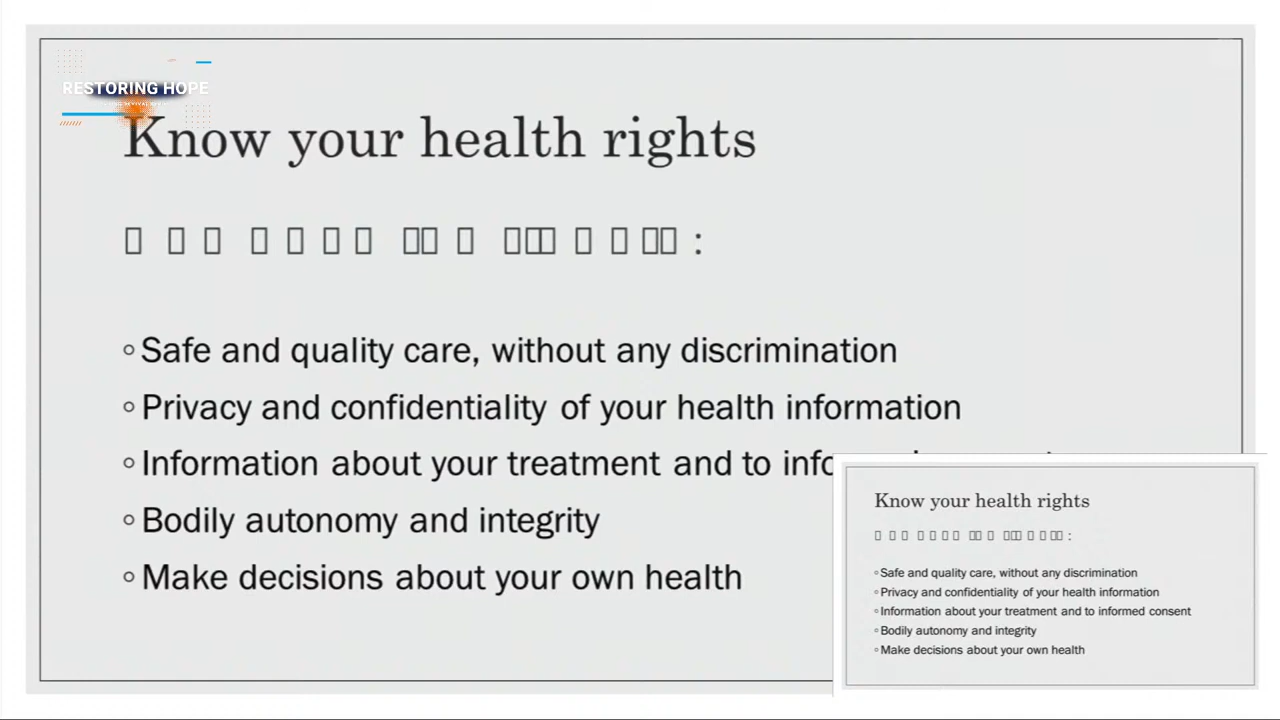 RESTORING HOPE
Know your health rights
◦Safe and quality care, without any discrimination
◦Privacy and confidentiality of your health information
◦Information about your treatment and to info
◦Bodily autonomy and integrity
◦Make decisions about your own health
Know your health rights
◦Safe and quality care, without any discrimination
◦Privacy and confidentiality of your health information
◦Information about your treatment and to informed consent
◦Bodily autonomy and integrity
◦Make decisions about your own health